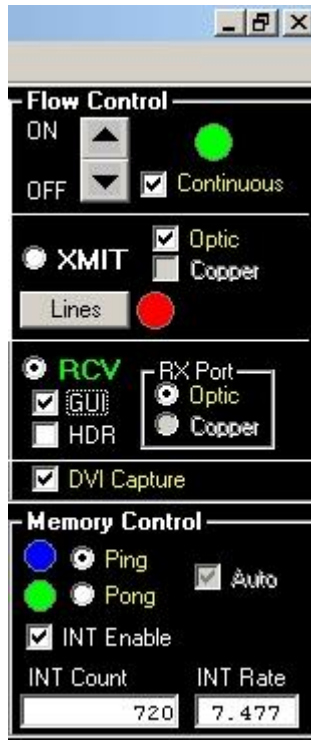 Flow Control
ON
OFF
Continuous
XMIT
Optic
Copper
Lines
RCV
GUI
HDR
RX Port
Optic
Copper
DVI Capture
Memory Control
Ping
Pong
Auto
INT Enable
INT Count INT Rate
720 7.477